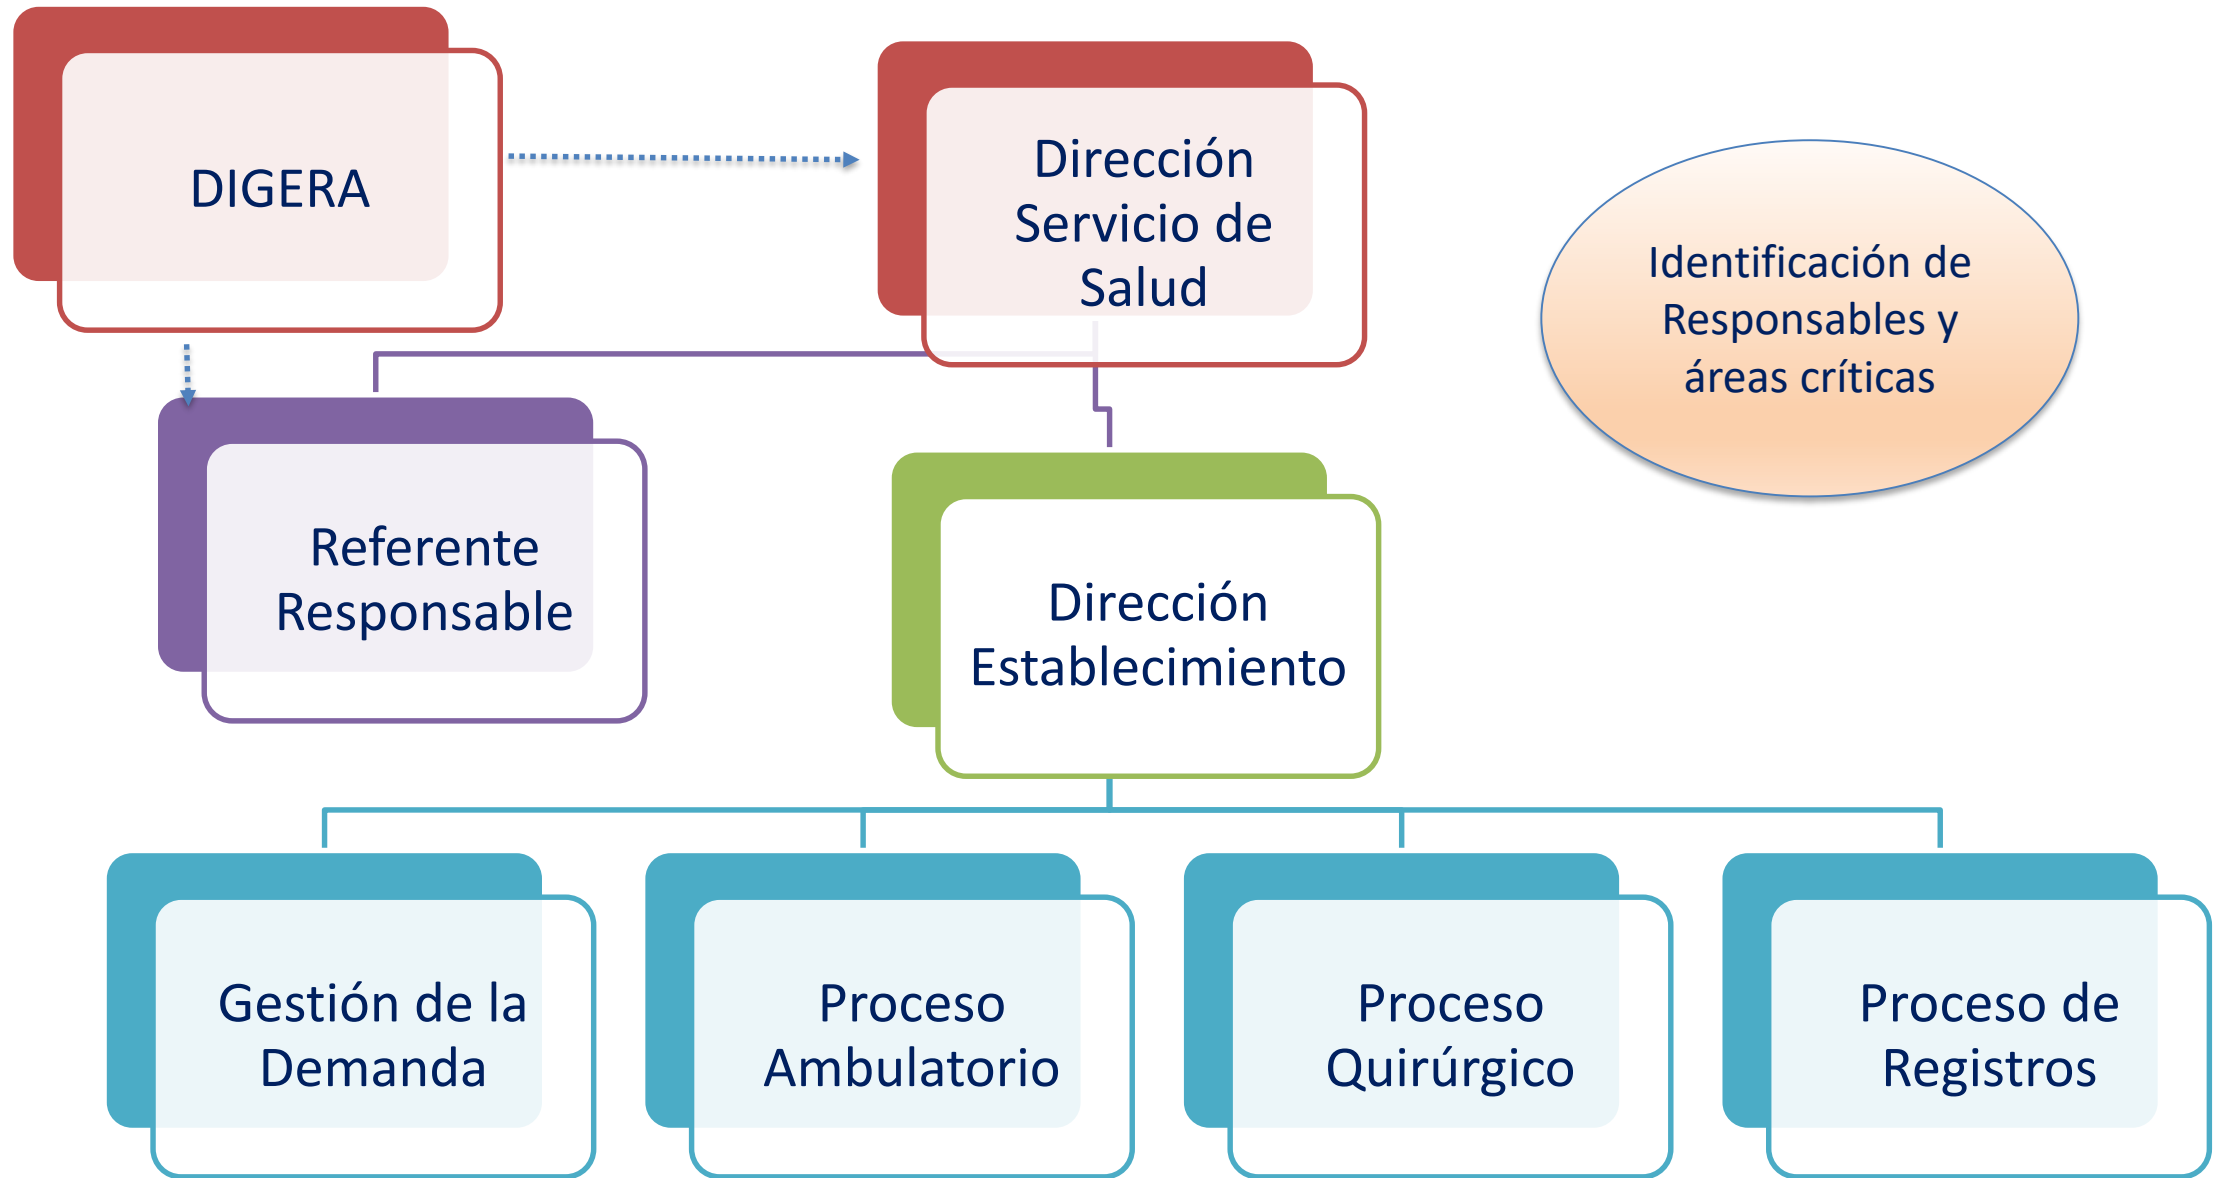 DIGERA
Dirección
Servicio de
Salud
Identificación de
Responsables y
áreas críticas
Referente
Responsable
Dirección
Establecimiento
Gestión de la
Demanda
Proceso
Ambulatorio
Proceso
Quirúrgico
Proceso de
Registros